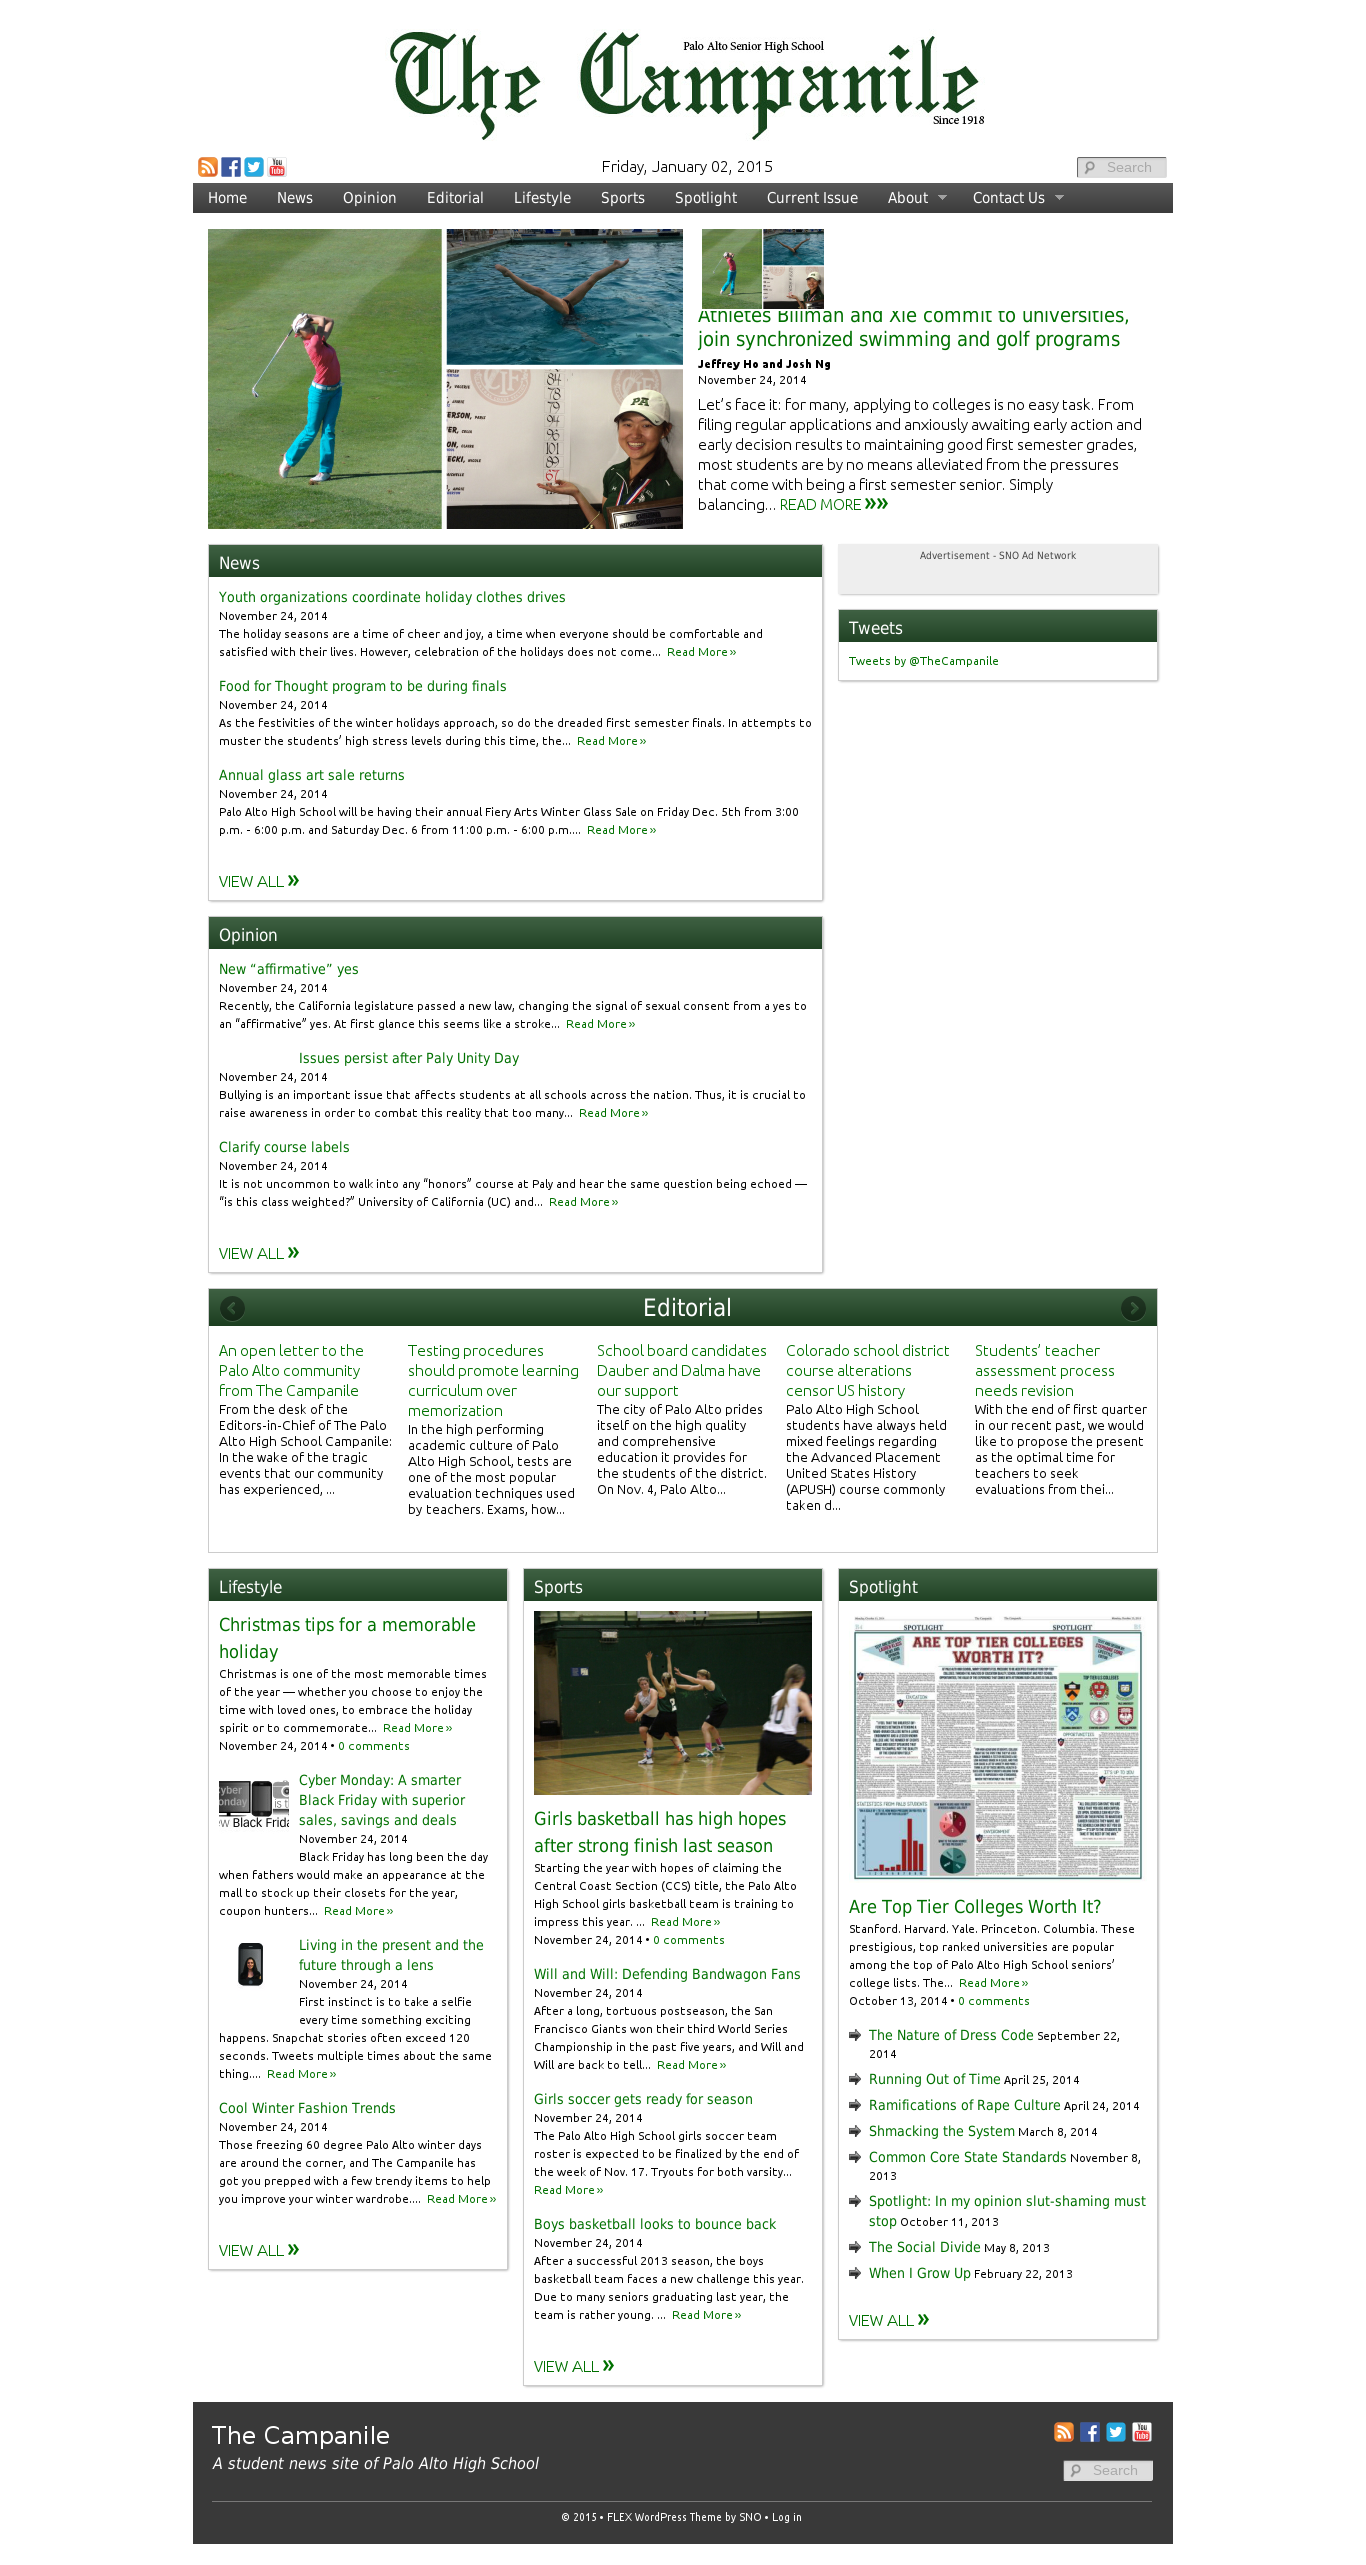 The Campanile
Palo Alto Senior High School
Since 1918
Friday, January 02, 2015
Search
Home News Opinion Editorial Lifestyle Sports Spotlight Current Issue About Contact Us
Athletes Billman and Xie commit to universities,
join synchronized swimming and golf programs
Jeffrey Ho and Josh Ng
November 24, 2014
Let’s face it: for many, applying to colleges is no easy task. From
filing regular applications and anxiously awaiting early action and
early decision results to maintaining good first semester grades,
most students are by no means alleviated from the pressures
that come with being a first semester senior. Simply
balancing... READ MORE »
News
Youth organizations coordinate holiday clothes drives
November 24, 2014
The holiday seasons are a time of cheer and joy, a time when everyone should be comfortable and
satisfied with their lives. However, celebration of the holidays does not come... Read More »
Food for Thought program to be during finals
November 24, 2014
As the festivities of the winter holidays approach, so do the dreaded first semester finals. In attempts to
muster the students’ high stress levels during this time, the... Read More »
Annual glass art sale returns
November 24, 2014
Palo Alto High School will be having their annual Fiery Arts Winter Glass Sale on Friday Dec. 5th from 3:00
p.m. - 6:00 p.m. and Saturday Dec. 6 from 11:00 p.m. - 6:00 p.m.... Read More »
VIEW ALL »
Advertisement - SNO Ad Network
Tweets
Tweets by @TheCampanile
Opinion
New “affirmative” yes
November 24, 2014
Recently, the California legislature passed a new law, changing the signal of sexual consent from a yes to
an “affirmative” yes. At first glance this seems like a stroke... Read More »
Issues persist after Paly Unity Day
November 24, 2014
Bullying is an important issue that affects students at all schools across the nation. Thus, it is crucial to
raise awareness in order to combat this reality that too many... Read More »
Clarify course labels
November 24, 2014
It is not uncommon to walk into any “honors” course at Paly and hear the same question being echoed —
“is this class weighted?” University of California (UC) and... Read More »
VIEW ALL »
Editorial
An open letter to the
Palo Alto community
from The Campanile
From the desk of the
Editors-in-Chief of The Palo
Alto High School Campanile:
In the wake of the tragic
events that our community
has experienced, ...
Testing procedures
should promote learning
curriculum over
memorization
In the high performing
academic culture of Palo
Alto High School, tests are
one of the most popular
evaluation techniques used
by teachers. Exams, how...
School board candidates
Dauber and Dalma have
our support
The city of Palo Alto prides
itself on the high quality
and comprehensive
education it provides for
the students of the district.
On Nov. 4, Palo Alto...
Colorado school district
course alterations
censor US history
Palo Alto High School
students have always held
mixed feelings regarding
the Advanced Placement
United States History
(APUSH) course commonly
taken d...
Students’ teacher
assessment process
needs revision
With the end of first quarter
in our recent past, we would
like to propose the present
as the optimal time for
teachers to seek
evaluations from thei...
Lifestyle
Christmas tips for a memorable
holiday
Christmas is one of the most memorable times
of the year — whether you choose to enjoy the
time with loved ones, to embrace the holiday
spirit or to commemorate... Read More »
November 24, 2014 • 0 comments
Cyber Monday: A smarter
Black Friday with superior
sales, savings and deals
November 24, 2014
Black Friday has long been the day
when fathers would make an appearance at the
mall to stock up their closets for the year,
coupon hunters... Read More »
Living in the present and the
future through a lens
November 24, 2014
First instinct is to take a selfie
every time something exciting
happens. Snapchat stories often exceed 120
seconds. Tweets multiple times about the same
thing.... Read More »
Cool Winter Fashion Trends
November 24, 2014
Those freezing 60 degree Palo Alto winter days
are around the corner, and The Campanile has
got you prepped with a few trendy items to help
you improve your winter wardrobe.... Read More »
VIEW ALL »
Sports
Girls basketball has high hopes
after strong finish last season
Starting the year with hopes of claiming the
Central Coast Section (CCS) title, the Palo Alto
High School girls basketball team is training to
impress this year. ... Read More »
November 24, 2014 • 0 comments
Will and Will: Defending Bandwagon Fans
November 24, 2014
After a long, tortuous postseason, the San
Francisco Giants won their third World Series
Championship in the past five years, and Will and
Will are back to tell... Read More »
Girls soccer gets ready for season
November 24, 2014
The Palo Alto High School girls soccer team
roster is expected to be finalized by the end of
the week of Nov. 17. Tryouts for both varsity...
Read More »
Boys basketball looks to bounce back
November 24, 2014
After a successful 2013 season, the boys
basketball team faces a new challenge this year.
Due to many seniors graduating last year, the
team is rather young. ... Read More »
VIEW ALL »
Spotlight
SPOTLIGHT SPOTLIGHT
ARE TOP TIER COLLEGES
WORTH IT?
Are Top Tier Colleges Worth It?
Stanford. Harvard. Yale. Princeton. Columbia. These
prestigious, top ranked universities are popular
among the top of Palo Alto High School seniors’
college lists. The... Read More »
October 13, 2014 • 0 comments
The Nature of Dress Code September 22,
2014
Running Out of Time April 25, 2014
Ramifications of Rape Culture April 24, 2014
Shmacking the System March 8, 2014
Common Core State Standards November 8,
2013
Spotlight: In my opinion slut-shaming must
stop October 11, 2013
The Social Divide May 8, 2013
When I Grow Up February 22, 2013
VIEW ALL »
The Campanile
A student news site of Palo Alto High School
Search
© 2015 • FLEX WordPress Theme by SNO • Log in